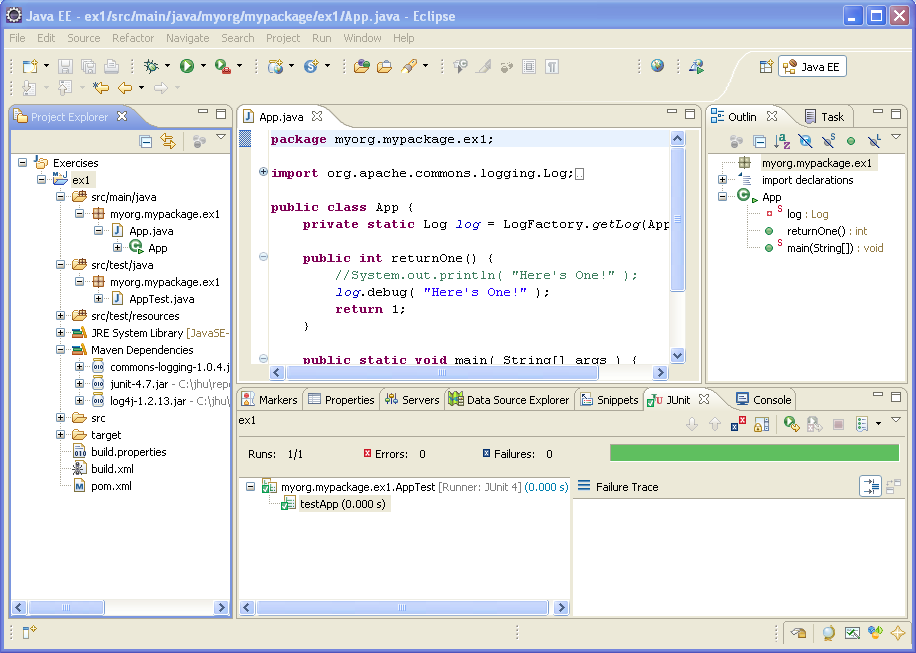 Java EE - ex1/src/main/java/myorg/mypackage/ex1/App.java - Eclipse
File Edit Source Refactor Navigate Search Project Run Window Help
Java EE
Project Explorer
Exercises
ex1
src/main/java
myorg.mypackage.ex1
App.java
App
src/test/java
myorg.mypackage.ex1
AppTest.java
src/test/resources
JRE System Library [JavaSE-
Maven Dependencies
commons-logging-1.0.4.j
junit-4.7.jar - C:\jhu\repo
log4j-1.2.13.jar - C:\jhu\
src
target
build.properties
build.xml
pom.xml
App.java
package myorg.mypackage.ex1;
import org.apache.commons.logging.Log;
public class App {
private static Log log = LogFactory.getLog(App
public int returnOne() {
//System.out.println( "Here's One!" );
log.debug( "Here's One!" );
return 1;
}
public static void main( String[] args ) {
Outlin Task
myorg.mypackage.ex1
import declarations
App
log : Log
returnOne() : int
main(String[]) : void
Markers Properties Servers Data Source Explorer Snippets JUnit Console
ex1
Runs: 1/1 Errors: 0 Failures: 0
myorg.mypackage.ex1.AppTest [Runner: JUnit 4] (0.000 s)
testApp (0.000 s)
Failure Trace